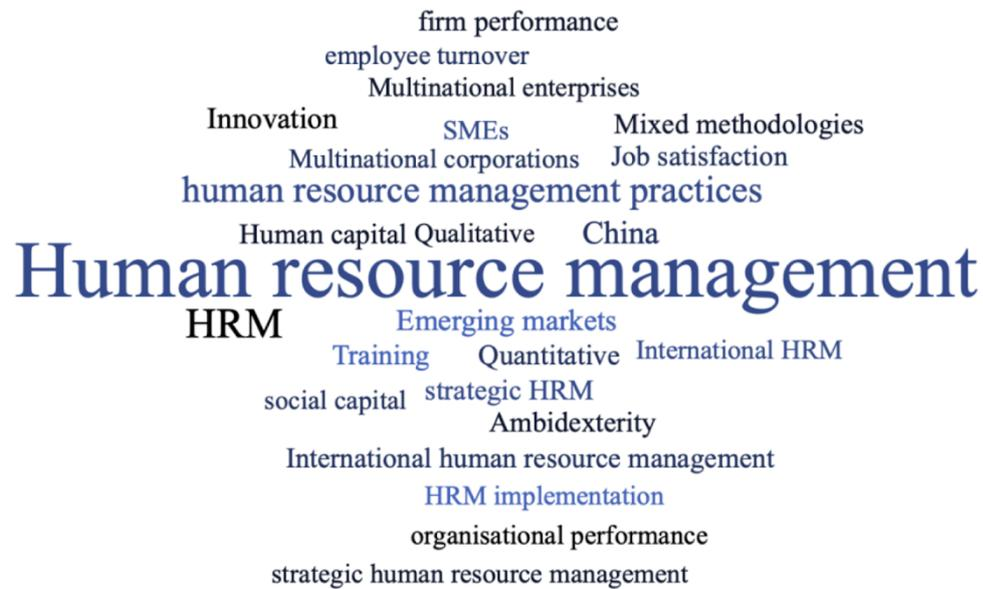 firm performance
employee turnover
Multinational enterprises
Innovation
SMEs
Mixed methodologies
Multinational corporations
Job satisfaction
human resource management practices
Human capital
Qualitative
China
Human resource management
HRM
Emerging markets
Training
Quantitative
International HRM
social capital
strategic HRM
Ambidexterity
International human resource management
HRM implementation
organisational performance
strategic human resource management